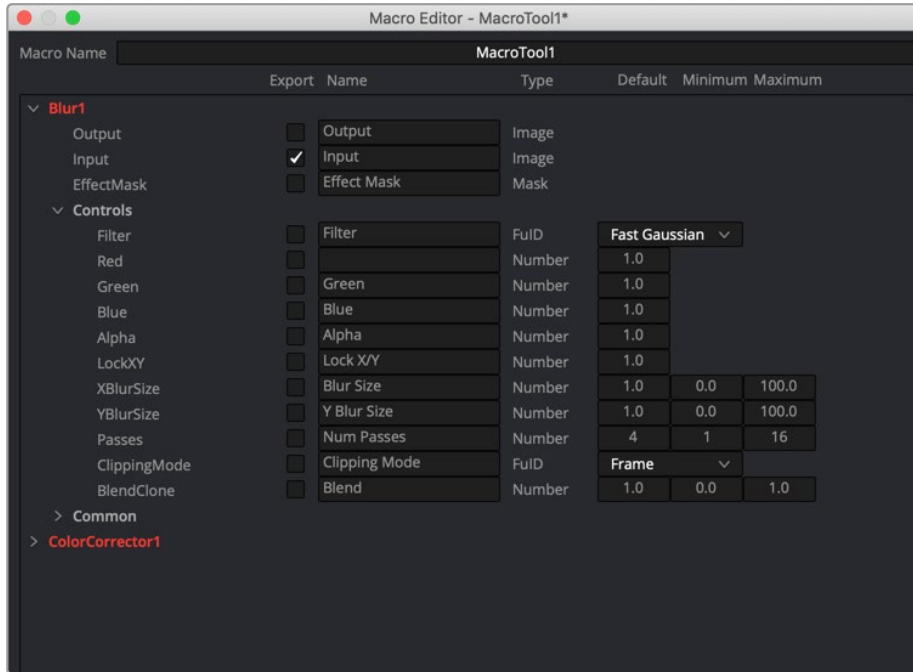 Macro Editor - MacroTool1*
Macro Name MacroTool1
Export Name Type Default Minimum Maximum
Blur1
Output Output Image
Input Input Image
EffectMask Effect Mask Mask
Controls
Filter Filter FuID Fast Gaussian
Red Number 1.0
Green Green Number 1.0
Blue Blue Number 1.0
Alpha Alpha Number 1.0
LockXY Lock X/Y Number 1.0
XBlurSize Blur Size Number 1.0 0.0 100.0
YBlurSize Y Blur Size Number 1.0 0.0 100.0
Passes Num Passes Number 4 1 16
ClippingMode Clipping Mode FuID Frame
BlendClone Blend Number 1.0 0.0 1.0
Common
ColorCorrector1